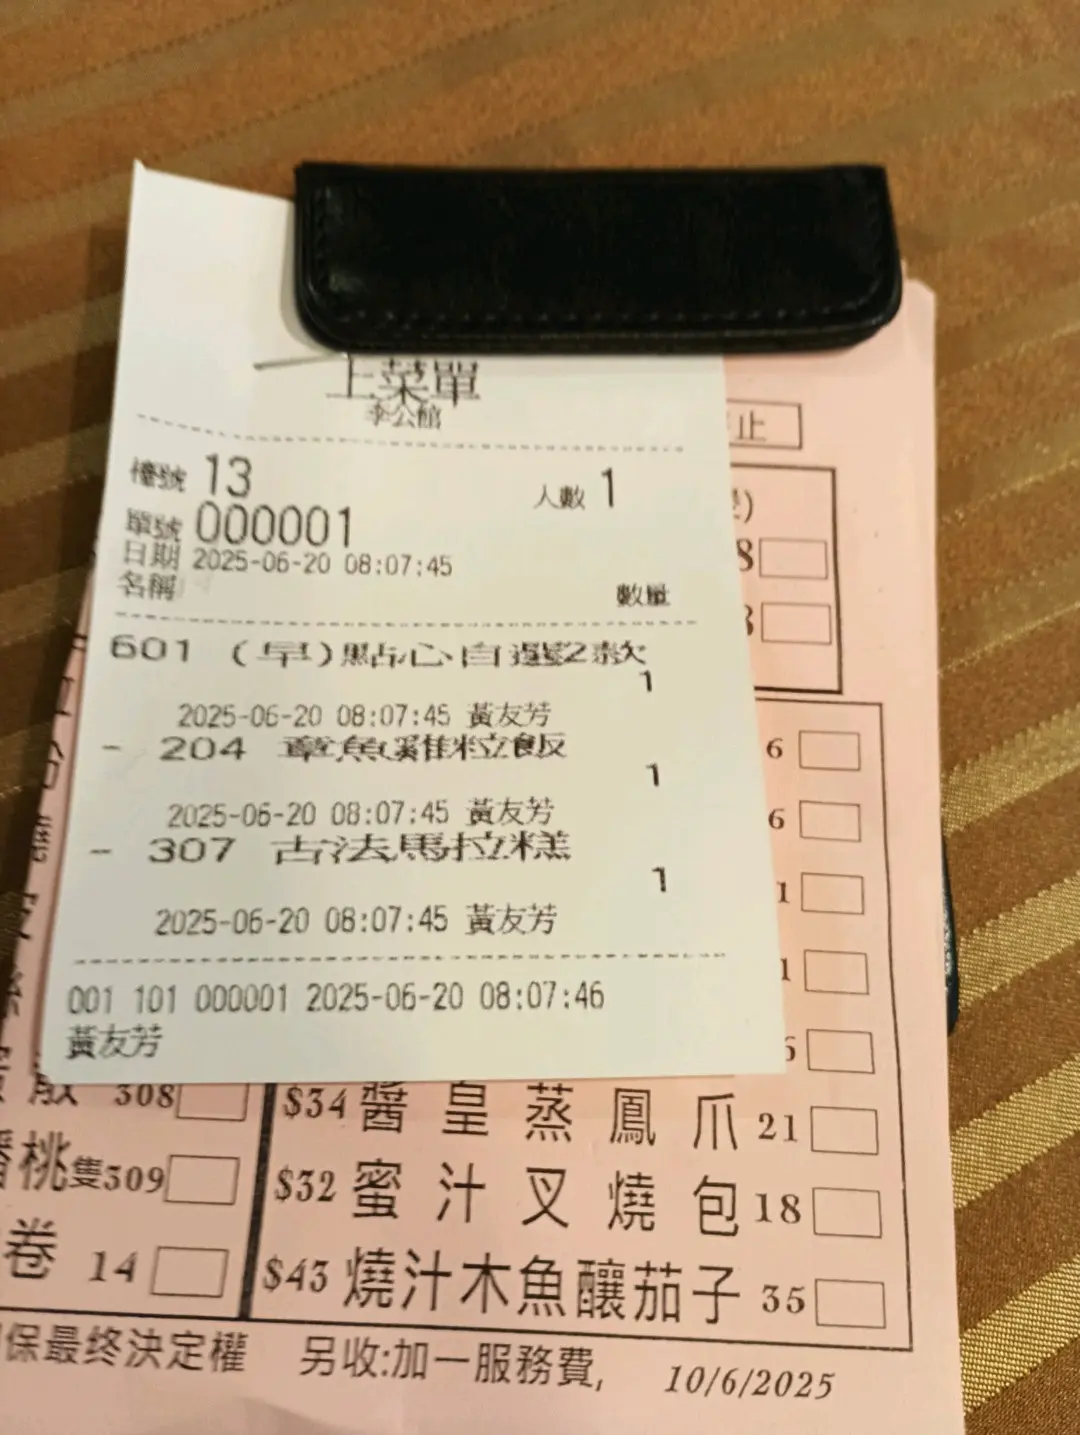 上菜單
李公館
檯號 13
人數 1
單號 000001
日期 2025-06-20 08:07:45
名稱
數量
601 (早)點心自選2款
1
2025-06-20 08:07:45 黃友芳
- 204 章魚雞粒飯
1
2025-06-20 08:07:45 黃友芳
- 307 古法馬拉糕
1
2025-06-20 08:07:45 黃友芳
001 101 000001 2025-06-20 08:07:46
黃友芳
止
8
6
6
1
1
308
$34 醬皇蒸鳳爪 21
桃隻309
$32 蜜汁叉燒包 18
卷 14
$43 燒汁木魚釀茄子 35
保最终決定權 另收:加一服務費,
10/6/2025